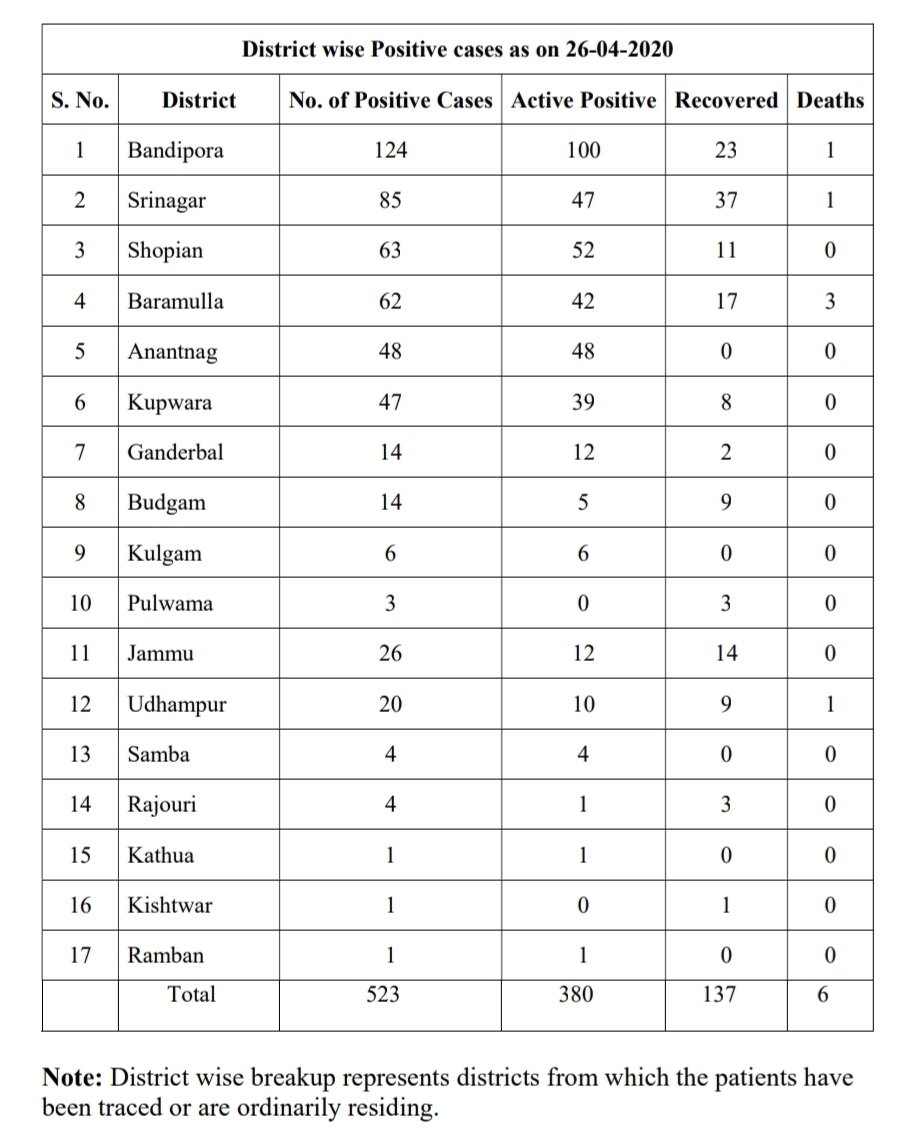 District wise Positive cases as on 26-04-2020
S. No. District No. of Positive Cases Active Positive Recovered Deaths
1 Bandipora 124 100 23 1
2 Srinagar 85 47 37 1
3 Shopian 63 52 11 0
4 Baramulla 62 42 17 3
5 Anantnag 48 48 0 0
6 Kupwara 47 39 8 0
7 Ganderbal 14 12 2 0
8 Budgam 14 5 9 0
9 Kulgam 6 6 0 0
10 Pulwama 3 0 3 0
11 Jammu 26 12 14 0
12 Udhampur 20 10 9 1
13 Samba 4 4 0 0
14 Rajouri 4 1 3 0
15 Kathua 1 1 0 0
16 Kishtwar 1 0 1 0
17 Ramban 1 1 0 0
Total 523 380 137 6
Note: District wise breakup represents districts from which the patients have
been traced or are ordinarily residing.